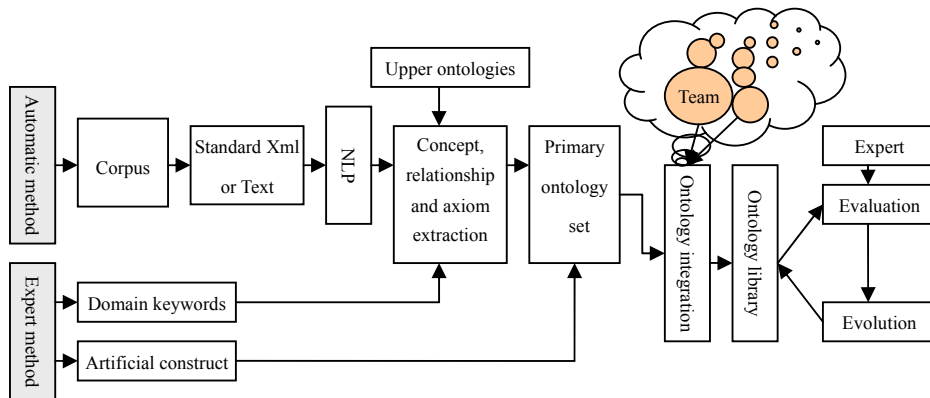 Automatic method
Corpus
Standard Xml
or Text
NLP
Upper ontologies
Concept,
relationship
and axiom
extraction
Primary
ontology
set
Team
Ontology integration
Ontology library
Expert
Evaluation
Evolution
Expert method
Domain keywords
Artificial construct